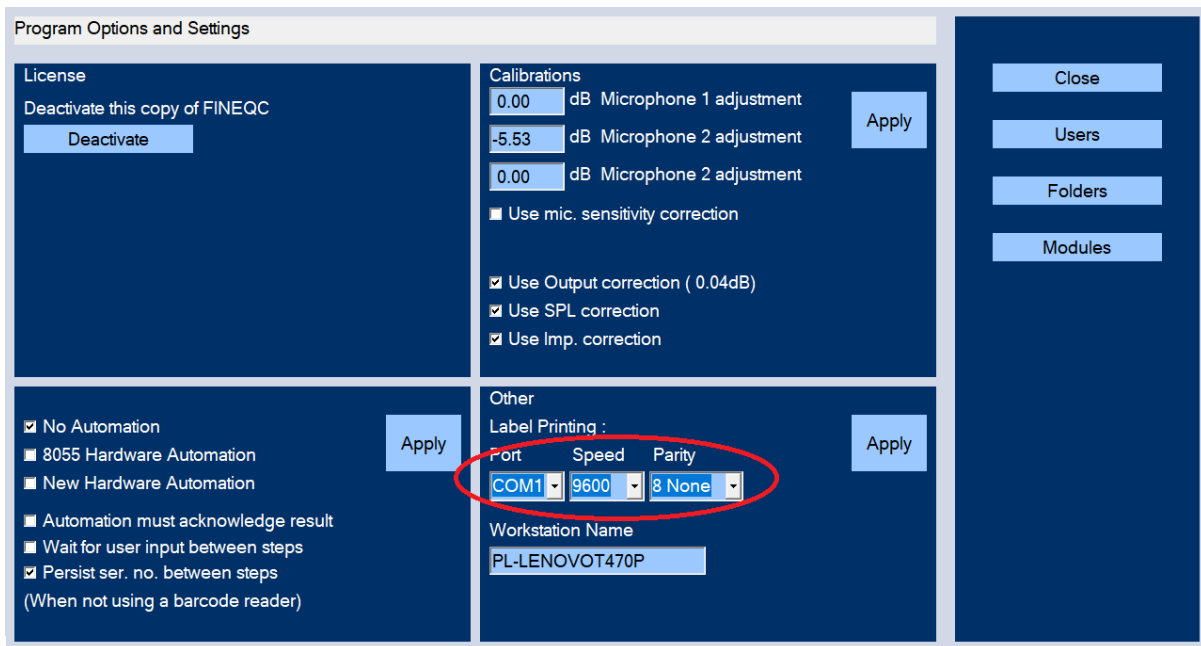 Program Options and Settings
License
Deactivate this copy of FINEQC
Deactivate
Calibrations
0.00 dB Microphone 1 adjustment
-5.53 dB Microphone 2 adjustment
0.00 dB Microphone 2 adjustment
Apply
Use mic. sensitivity correction
Use Output correction ( 0.04dB)
Use SPL correction
Use Imp. correction
No Automation
8055 Hardware Automation
New Hardware Automation
Apply
Automation must acknowledge result
Wait for user input between steps
Persist ser. no. between steps
(When not using a barcode reader)
Other
Label Printing :
Port Speed Parity
COM1 9600 8 None
Apply
Workstation Name
PL-LENOVOT470P
Close
Users
Folders
Modules